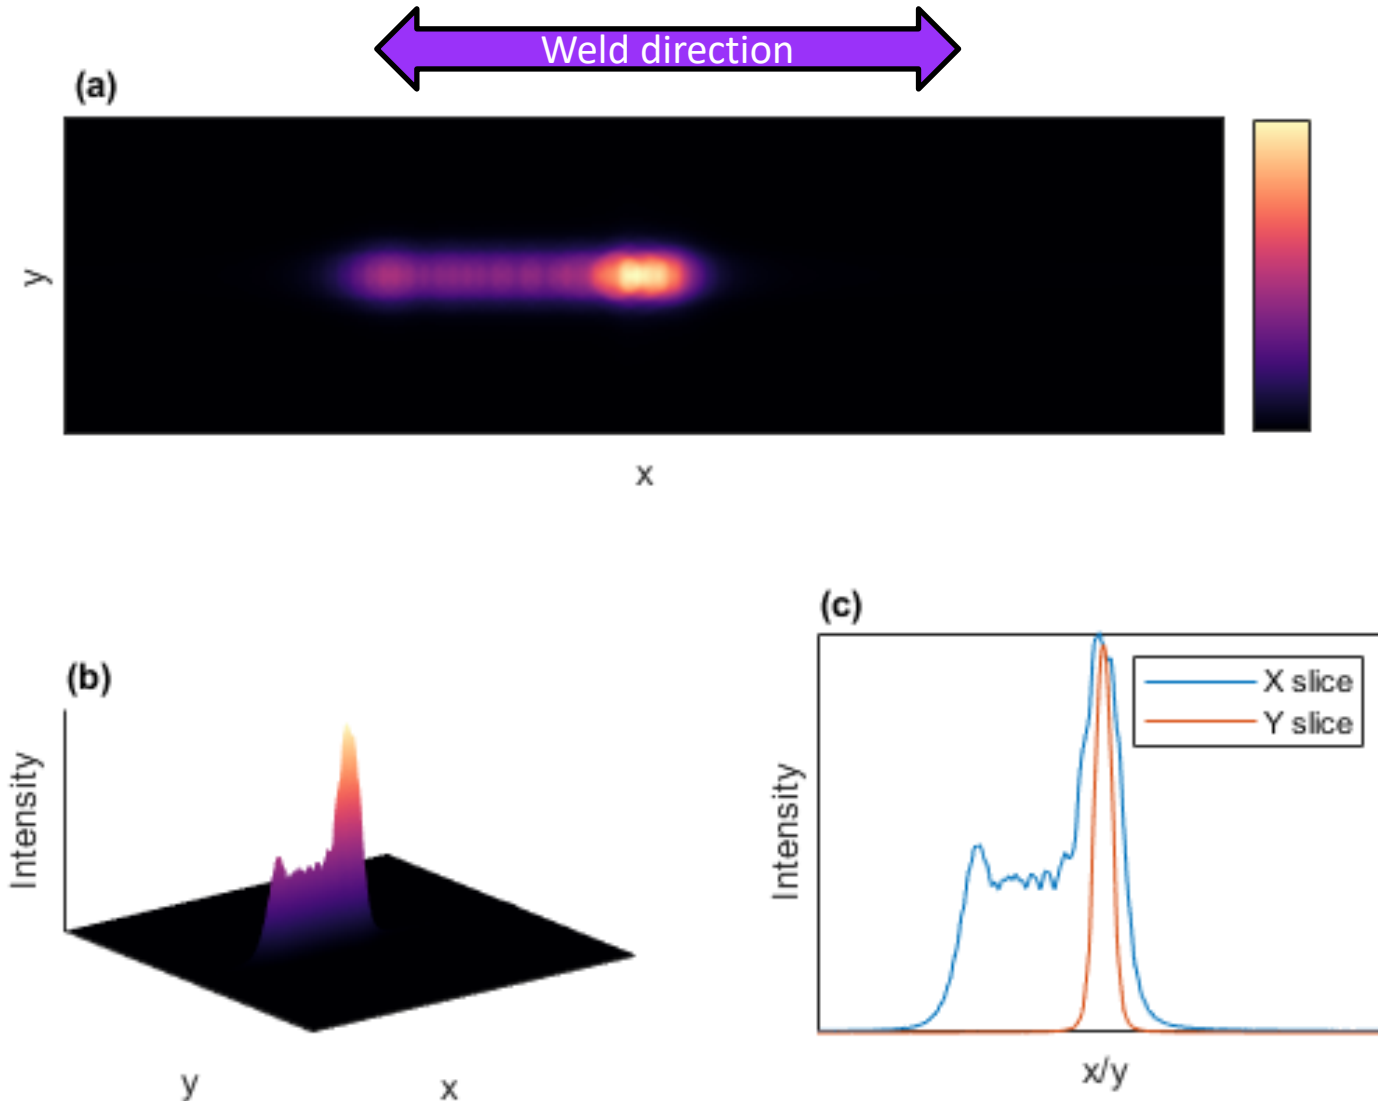 Weld direction
(a)
y
x
(b)
Intensity
y
x
(c)
X slice
Y slice
Intensity
x/y